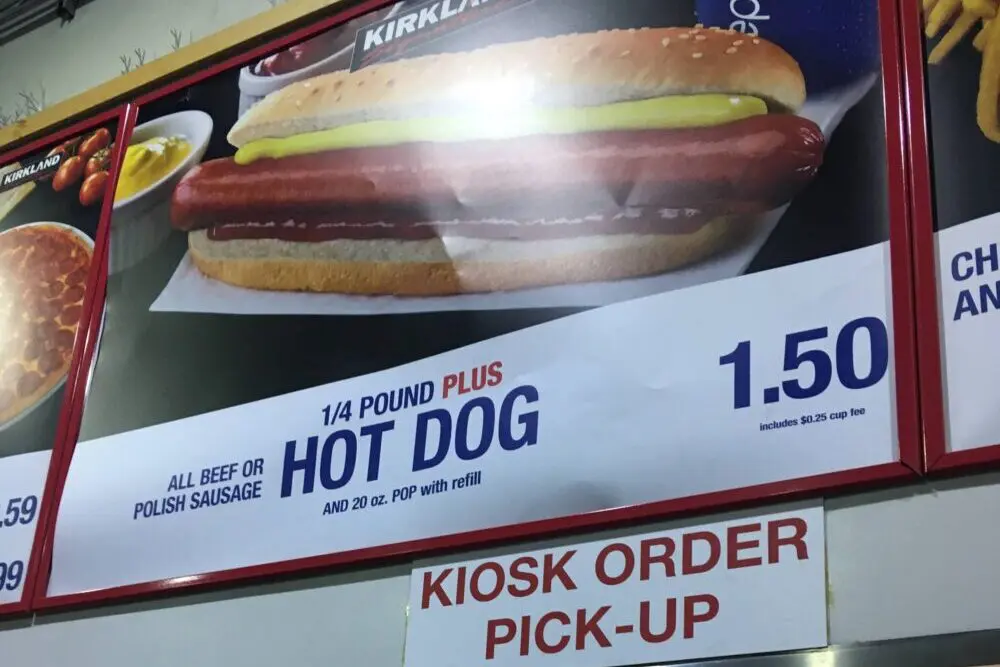 KIRKLAND
ALL BEEF OR
POLISH SAUSAGE
1/4 POUND PLUS
HOT DOG
AND 20 oz. POP with refill
1.50
includes $0.25 cup fee
.59
99
CH
AN
KIOSK ORDER
PICK-UP